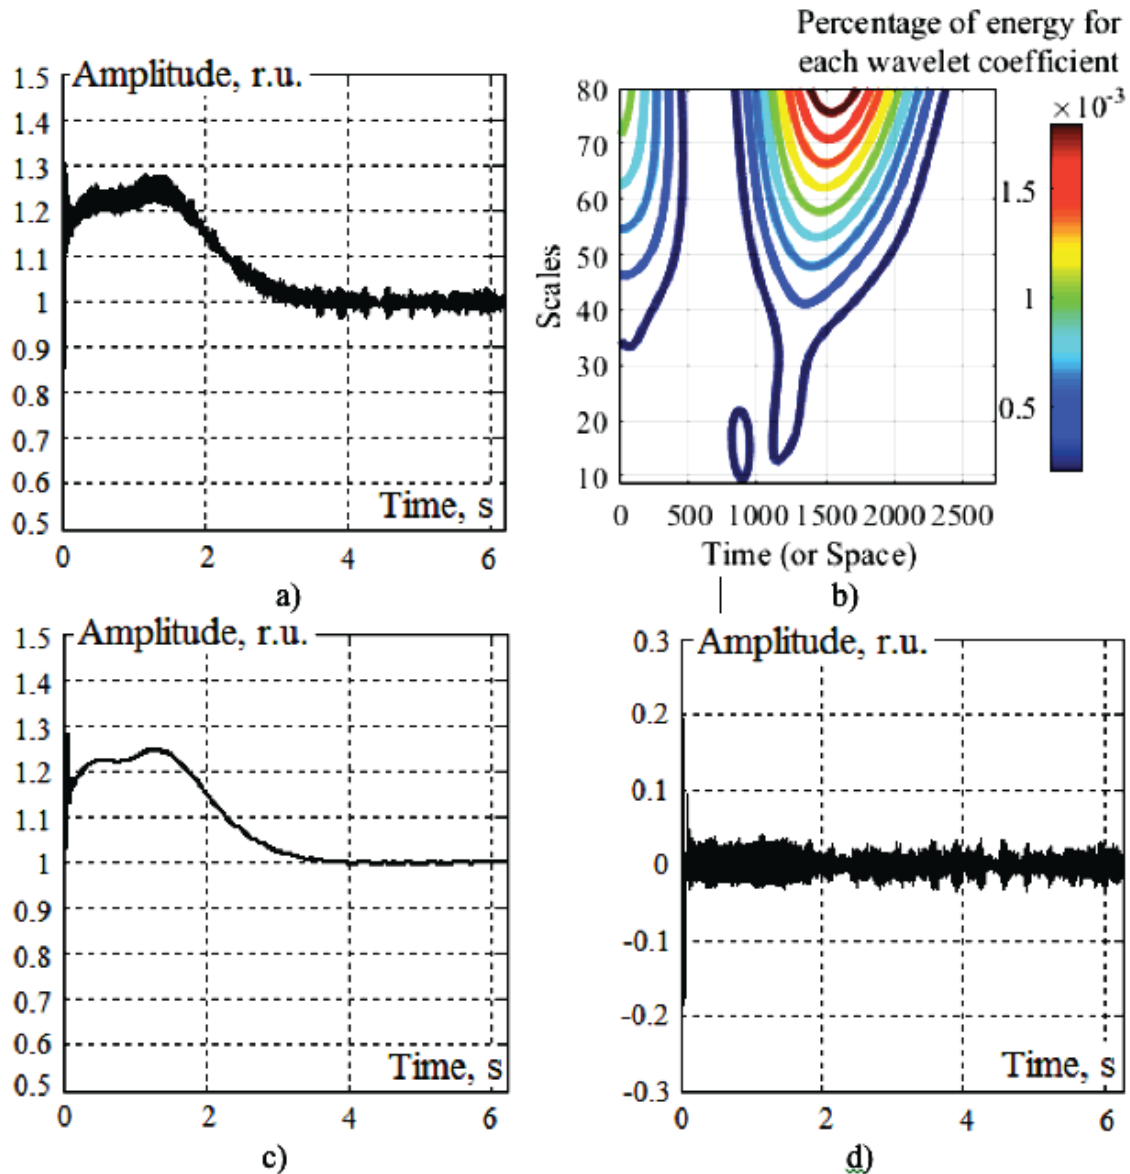 Percentage of energy for
each wavelet coefficient
Amplitude, r.u.
1.5
1.4
1.3
1.2
1.1
1
0.9
0.8
0.7
0.6
0.5
Time, s
0 2 4 6
a)
×10⁻³
1.5
1
0.5
Scales
80
70
60
50
40
30
20
10
0 500 1000 1500 2000 2500
Time (or Space)
b)
Amplitude, r.u.
1.5
1.4
1.3
1.2
1.1
1
0.9
0.8
0.7
0.6
0.5
Time, s
0 2 4 6
c)
Amplitude, r.u.
0.3
0.2
0.1
0
-0.1
-0.2
-0.3
Time, s
0 2 4 6
d)